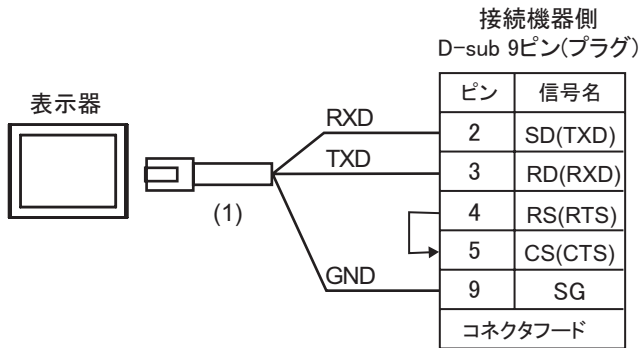 接続機器側
D-sub 9ピン(プラグ)
表示器
ピン 信号名
RXD
2 SD(TXD)
TXD
3 RD(RXD)
(1)
4 RS(RTS)
5 CS(CTS)
GND
9 SG
コネクタフード